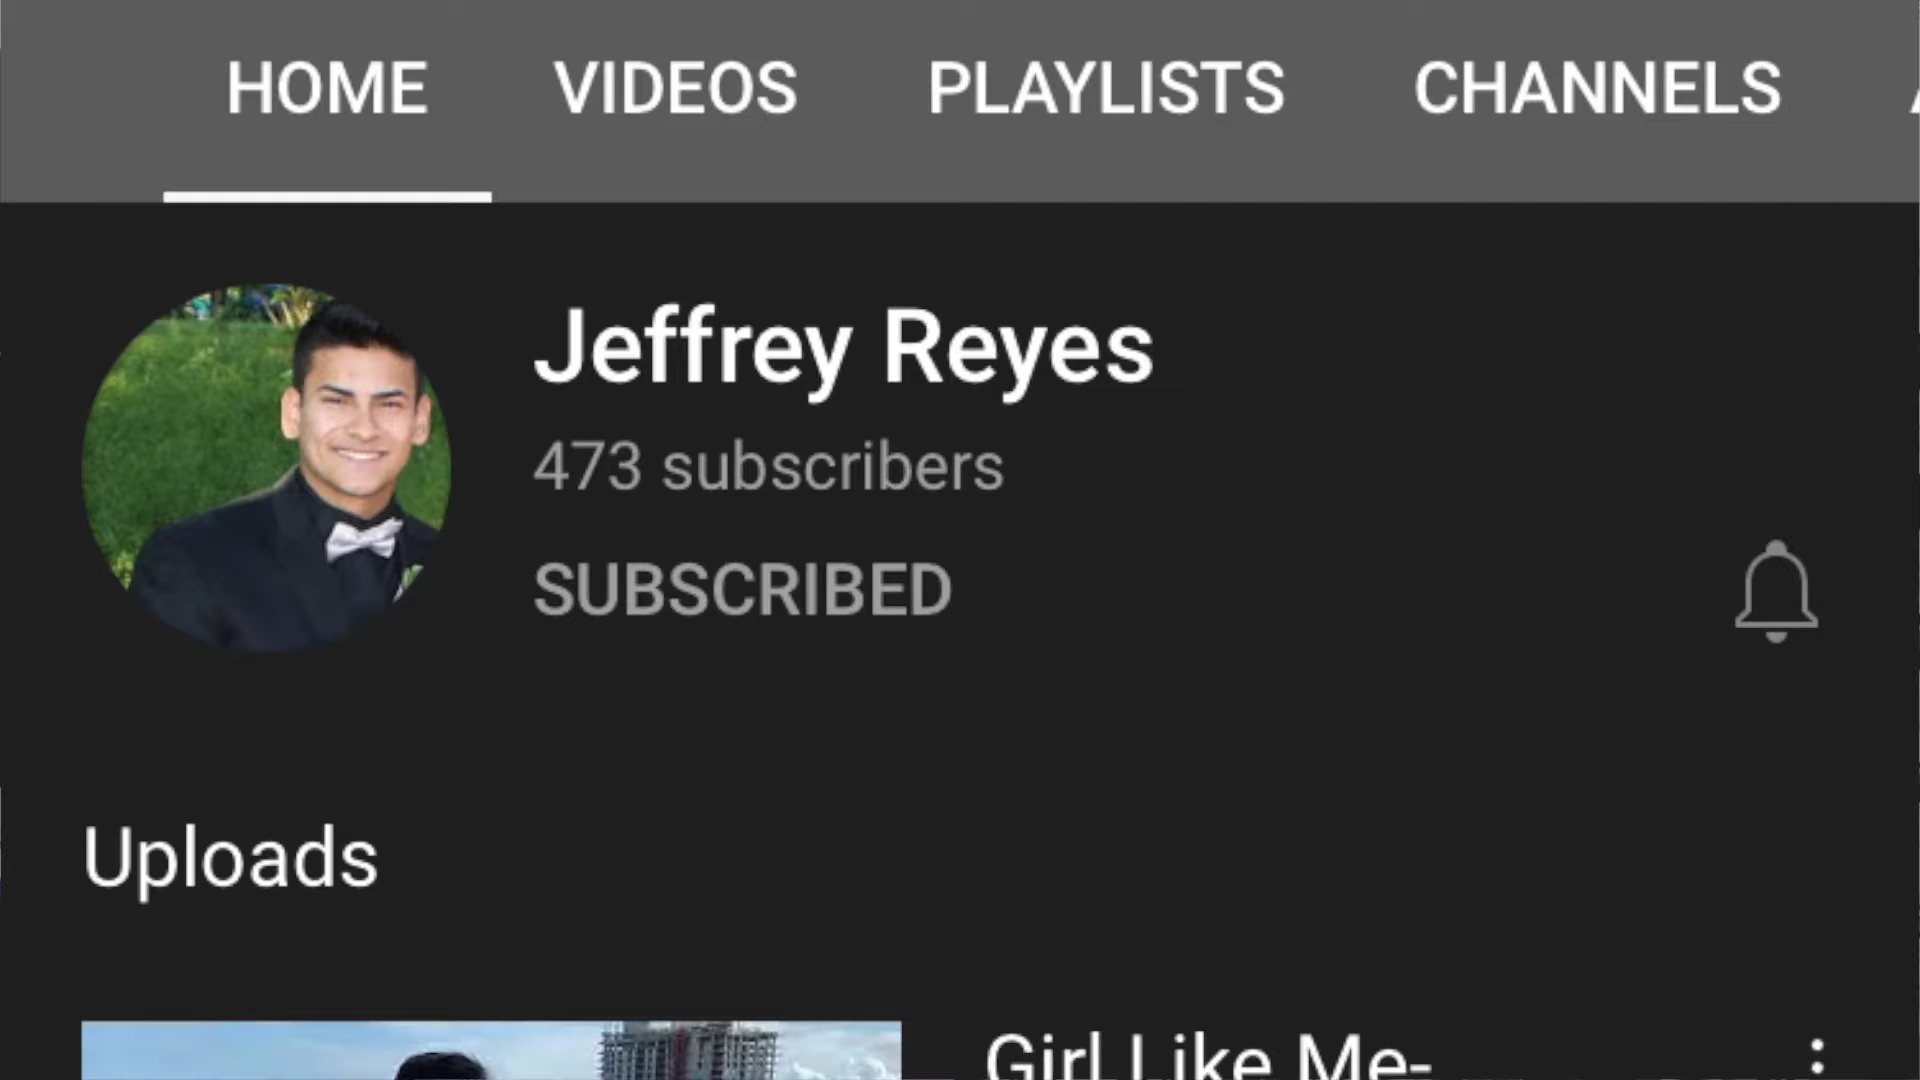 HOME VIDEOS PLAYLISTS CHANNELS
Jeffrey Reyes
473 subscribers
SUBSCRIBED
Uploads
Girl Like Me-